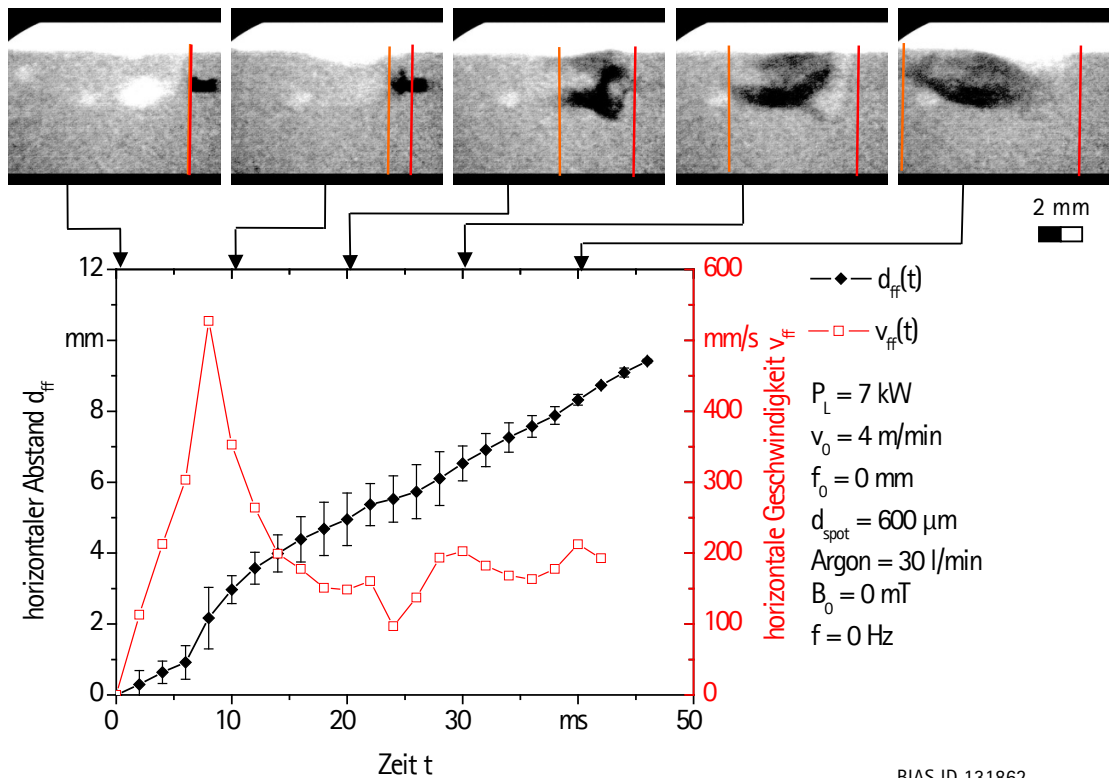 2 mm
12
mm
8
6
4
2
0
horizontaler Abstand d_ff
0
10
20
30
ms
50
Zeit t
600
mm/s
400
300
200
100
0
horizontale Geschwindigkeit v_ff
d_ff(t)
v_ff(t)
P_L = 7 kW
v_0 = 4 m/min
f_0 = 0 mm
d_spot = 600 µm
Argon = 30 l/min
B_0 = 0 mT
f = 0 Hz
BIAS ID 131862